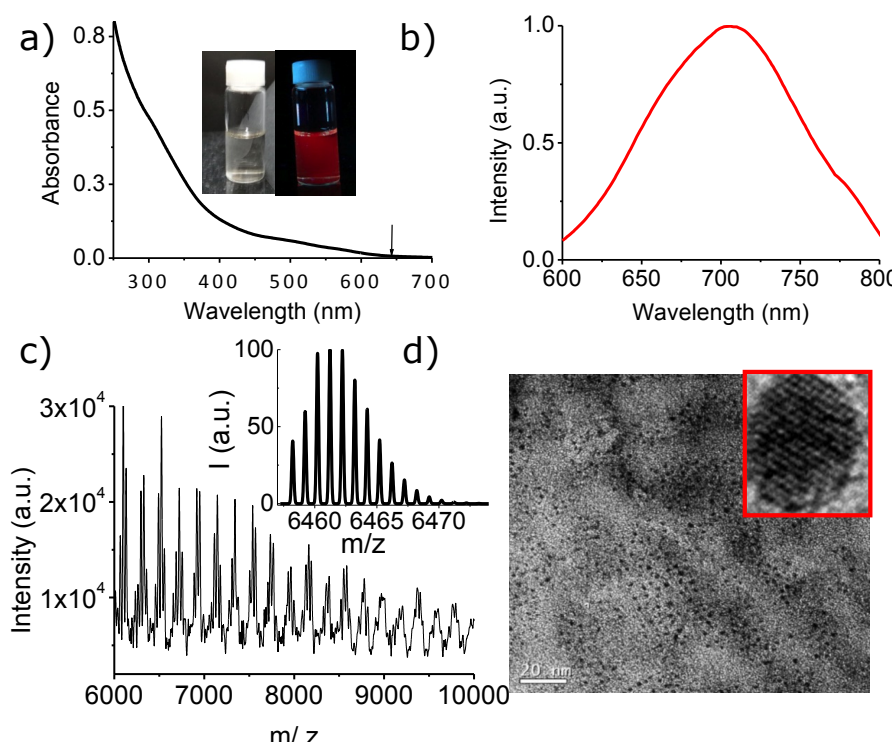 a)
0.8
0.5
0.3
0.0
Absorbance
300 400 500 600 700
Wavelength (nm)
b)
1.0
0.5
0.0
Intensity (a.u.)
600 650 700 750 800
Wavelength (nm)
c)
3x10⁴
2x10⁴
1x10⁴
Intensity (a.u.)
6000 7000 8000 9000 10000
m/ z
100
50
0
I (a.u.)
6460 6465 6470
m/z
d)
20 nm